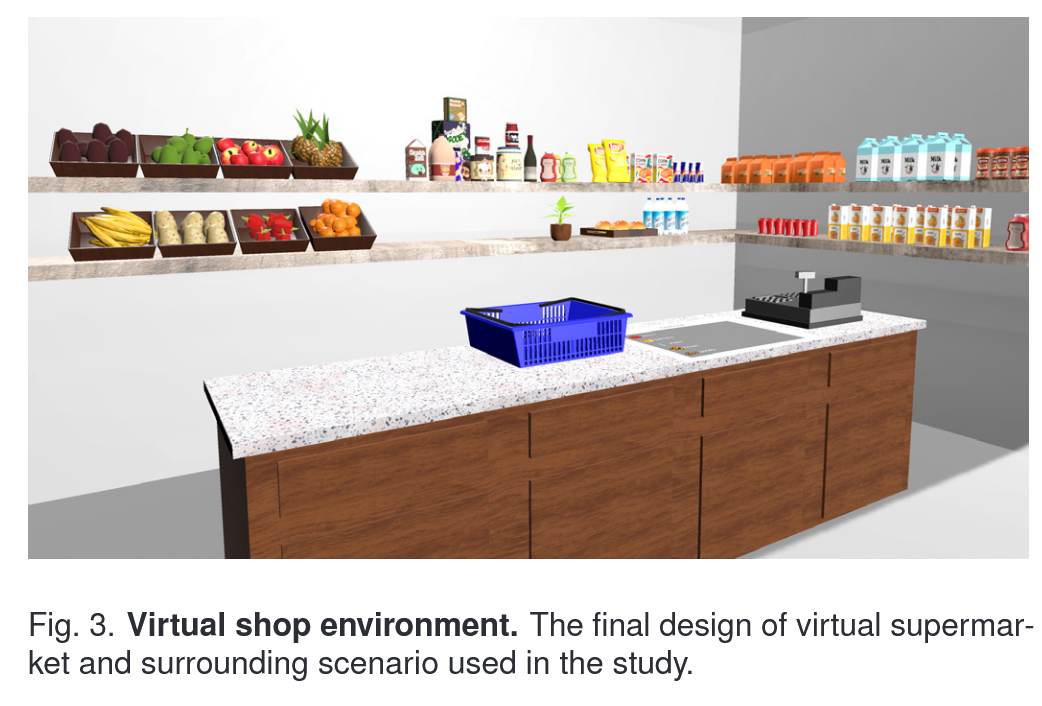 Milk Milk Milk Milk Milk
Fig. 3. Virtual shop environment. The final design of virtual supermar-
ket and surrounding scenario used in the study.